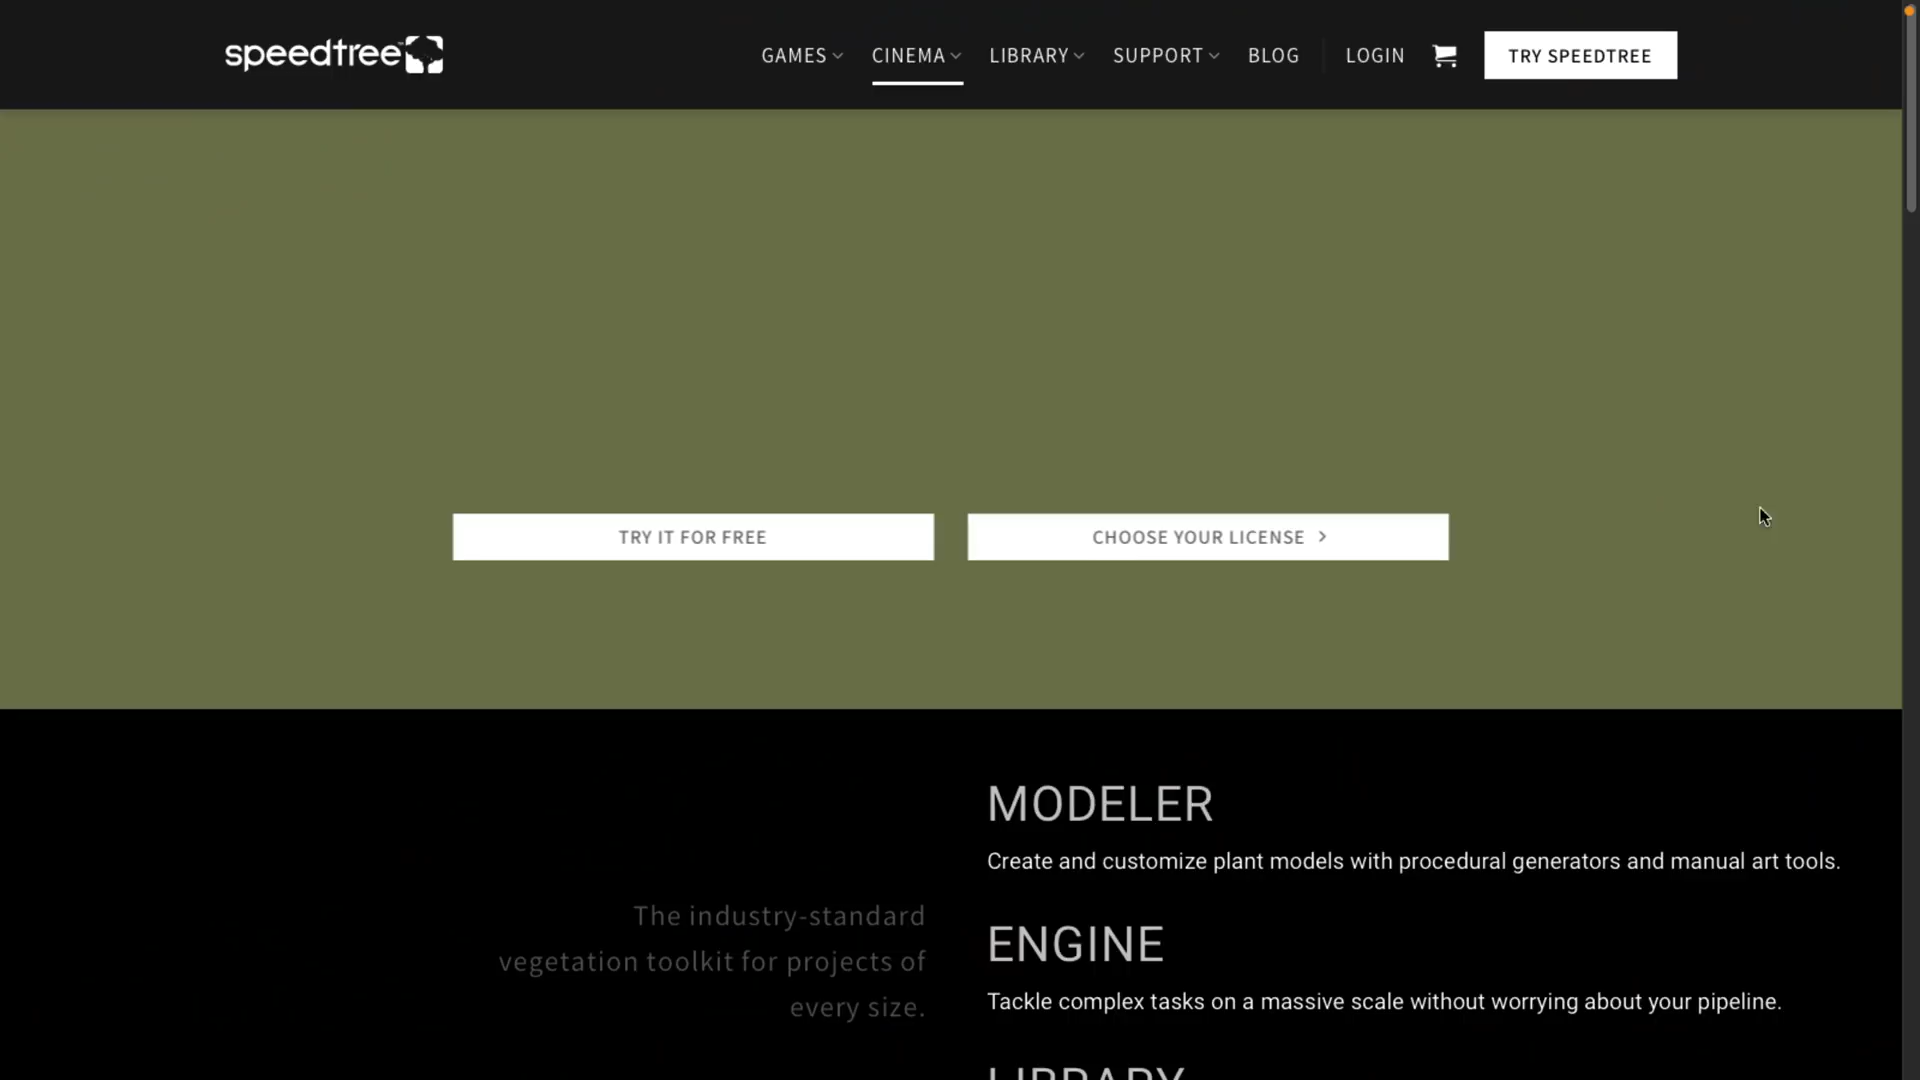 speedtree
GAMES CINEMA LIBRARY SUPPORT BLOG LOGIN TRY SPEEDTREE
TRY IT FOR FREE CHOOSE YOUR LICENSE
MODELER
Create and customize plant models with procedural generators and manual art tools.
The industry-standard
vegetation toolkit for projects of
every size.
ENGINE
Tackle complex tasks on a massive scale without worrying about your pipeline.
LIBRARY